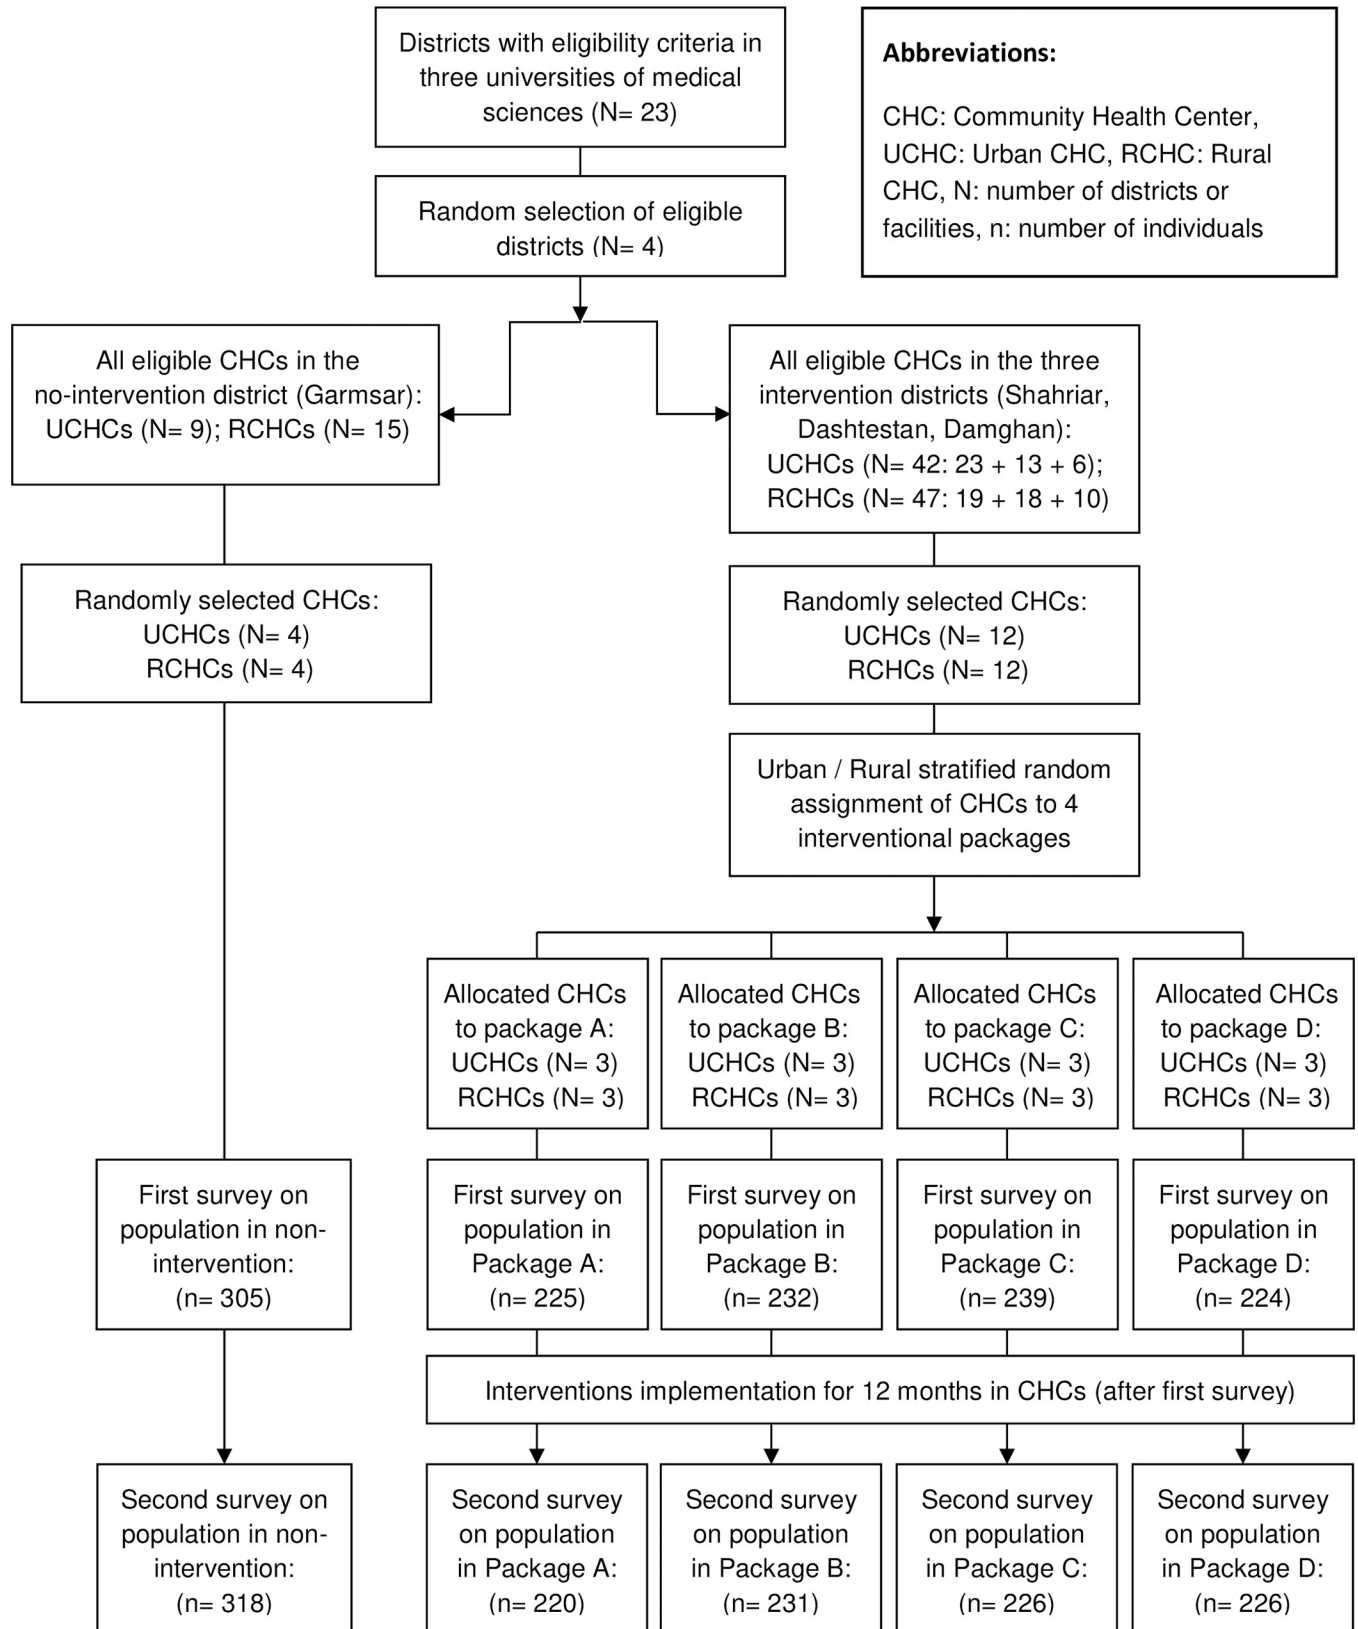 Districts with eligibility criteria in
three universities of medical
sciences (N= 23)
Abbreviations:
CHC: Community Health Center,
UCHC: Urban CHC, RCHC: Rural
CHC, N: number of districts or
facilities, n: number of individuals
Random selection of eligible
districts (N= 4)
All eligible CHCs in the
no-intervention district (Garmsar):
UCHCs (N= 9); RCHCs (N= 15)
All eligible CHCs in the three
intervention districts (Shahriar,
Dashtestan, Damghan):
UCHCs (N= 42: 23 + 13 + 6);
RCHCs (N= 47: 19 + 18 + 10)
Randomly selected CHCs:
UCHCs (N= 4)
RCHCs (N= 4)
Randomly selected CHCs:
UCHCs (N= 12)
RCHCs (N= 12)
Urban / Rural stratified random
assignment of CHCs to 4
interventional packages
Allocated CHCs
to package A:
UCHCs (N= 3)
RCHCs (N= 3)
Allocated CHCs
to package B:
UCHCs (N= 3)
RCHCs (N= 3)
Allocated CHCs
to package C:
UCHCs (N= 3)
RCHCs (N= 3)
Allocated CHCs
to package D:
UCHCs (N= 3)
RCHCs (N= 3)
First survey on
population in non-
intervention:
(n= 305)
First survey on
population in
Package A:
(n= 225)
First survey on
population in
Package B:
(n= 232)
First survey on
population in
Package C:
(n= 239)
First survey on
population in
Package D:
(n= 224)
Interventions implementation for 12 months in CHCs (after first survey)
Second survey on
population in non-
intervention:
(n= 318)
Second survey
on population
in Package A:
(n= 220)
Second survey
on population
in Package B:
(n= 231)
Second survey
on population
in Package C:
(n= 226)
Second survey
on population
in Package D:
(n= 226)